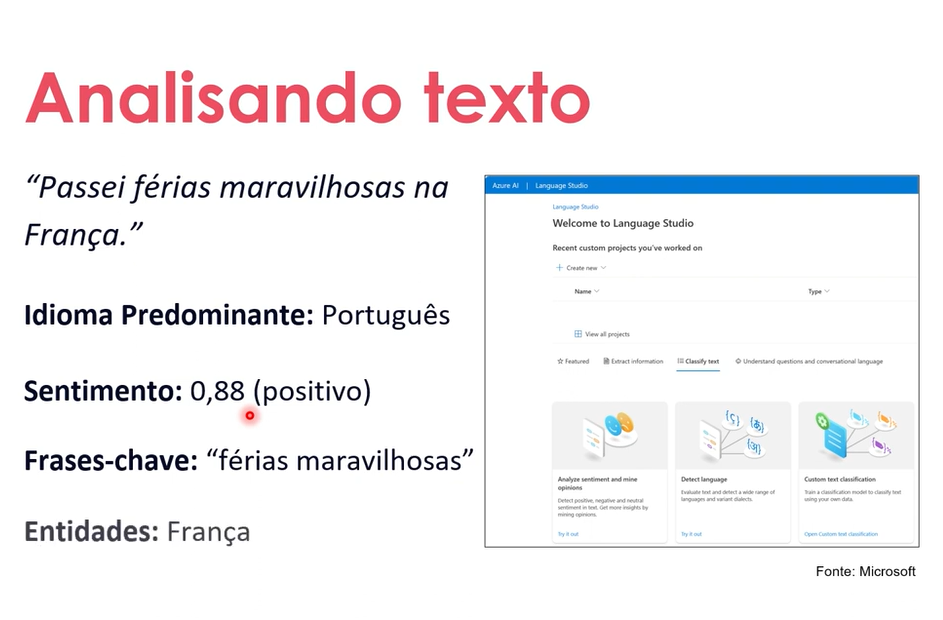 Analisando texto
“Passei férias maravilhosas na
França.”
Idioma Predominante: Português
Sentimento: 0,88 (positivo)
Frases-chave: “férias maravilhosas”
Entidades: França
Azure AI | Language Studio
Language Studio
Welcome to Language Studio
Recent custom projects you've worked on
+ Create new
Name
Type
View all projects
Featured
Extract information
Classify text
Understand questions and conversational language
Analyze sentiment and mine
opinions
Detect positive, negative and neutral
sentiment in text. Get more insights by
mining opinions.
Try it out
Detect language
Evaluate text and detect a wide range of
languages and variant dialects.
Try it out
Custom text classification
Train a classification model to classify text
using your own data.
Open Custom text classification
Fonte: Microsoft